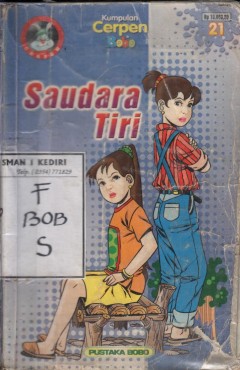 Kumpulan
Cerpen
21
Saudara
Tiri
SMAN 1 KEDIRI
F
BOB
S
PUSTAKA BOBO